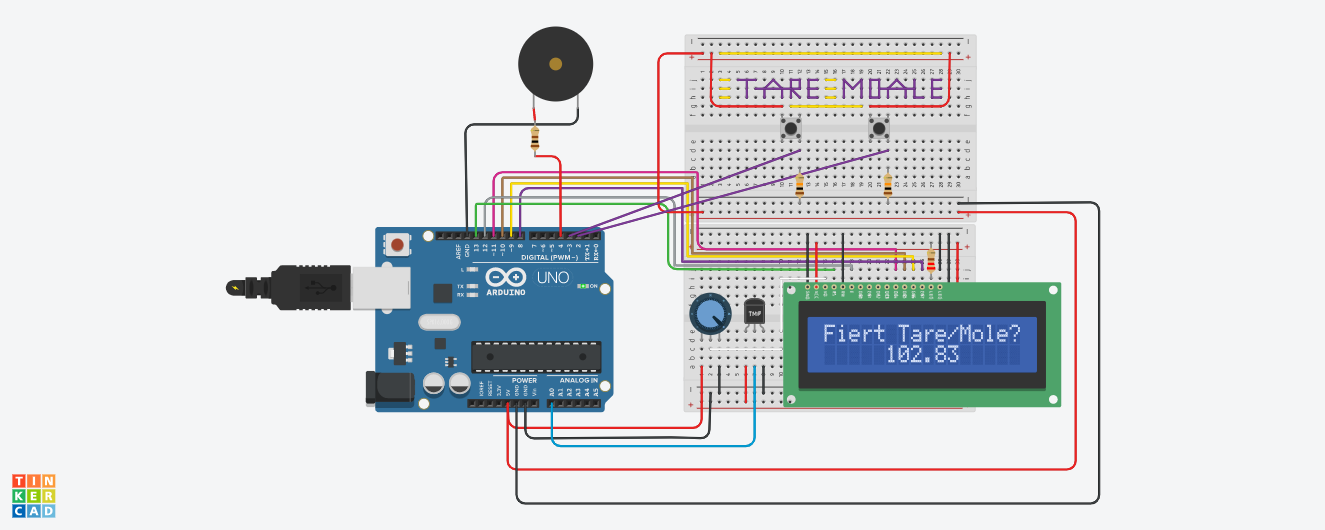 TARE MOALE
AREF
GND
13
12
~11
~10
~9
8
7
~6
~5
4
~3
2
TX→1
RX←0
DIGITAL (PWM~)
L
TX
RX
UNO
ARDUINO
ON
TMP
Fiert Tare/Mole?
102.83
POWER
ANALOG IN
IOREF
RESET
3.3V
5V
GND
GND
Vin
A0
A1
A2
A3
A4
A5
TIN
KER
CAD